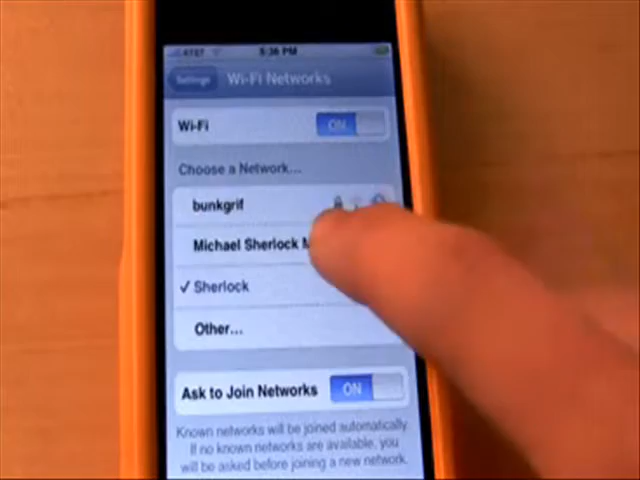 AT&T 5:36 PM
Settings Wi-Fi Networks
Wi-Fi ON
Choose a Network...
bunkgrif
Michael Sherlock
✓ Sherlock
Other...
Ask to Join Networks ON
Known networks will be joined automatically.
If no known networks are available, you
will be asked before joining a new network.